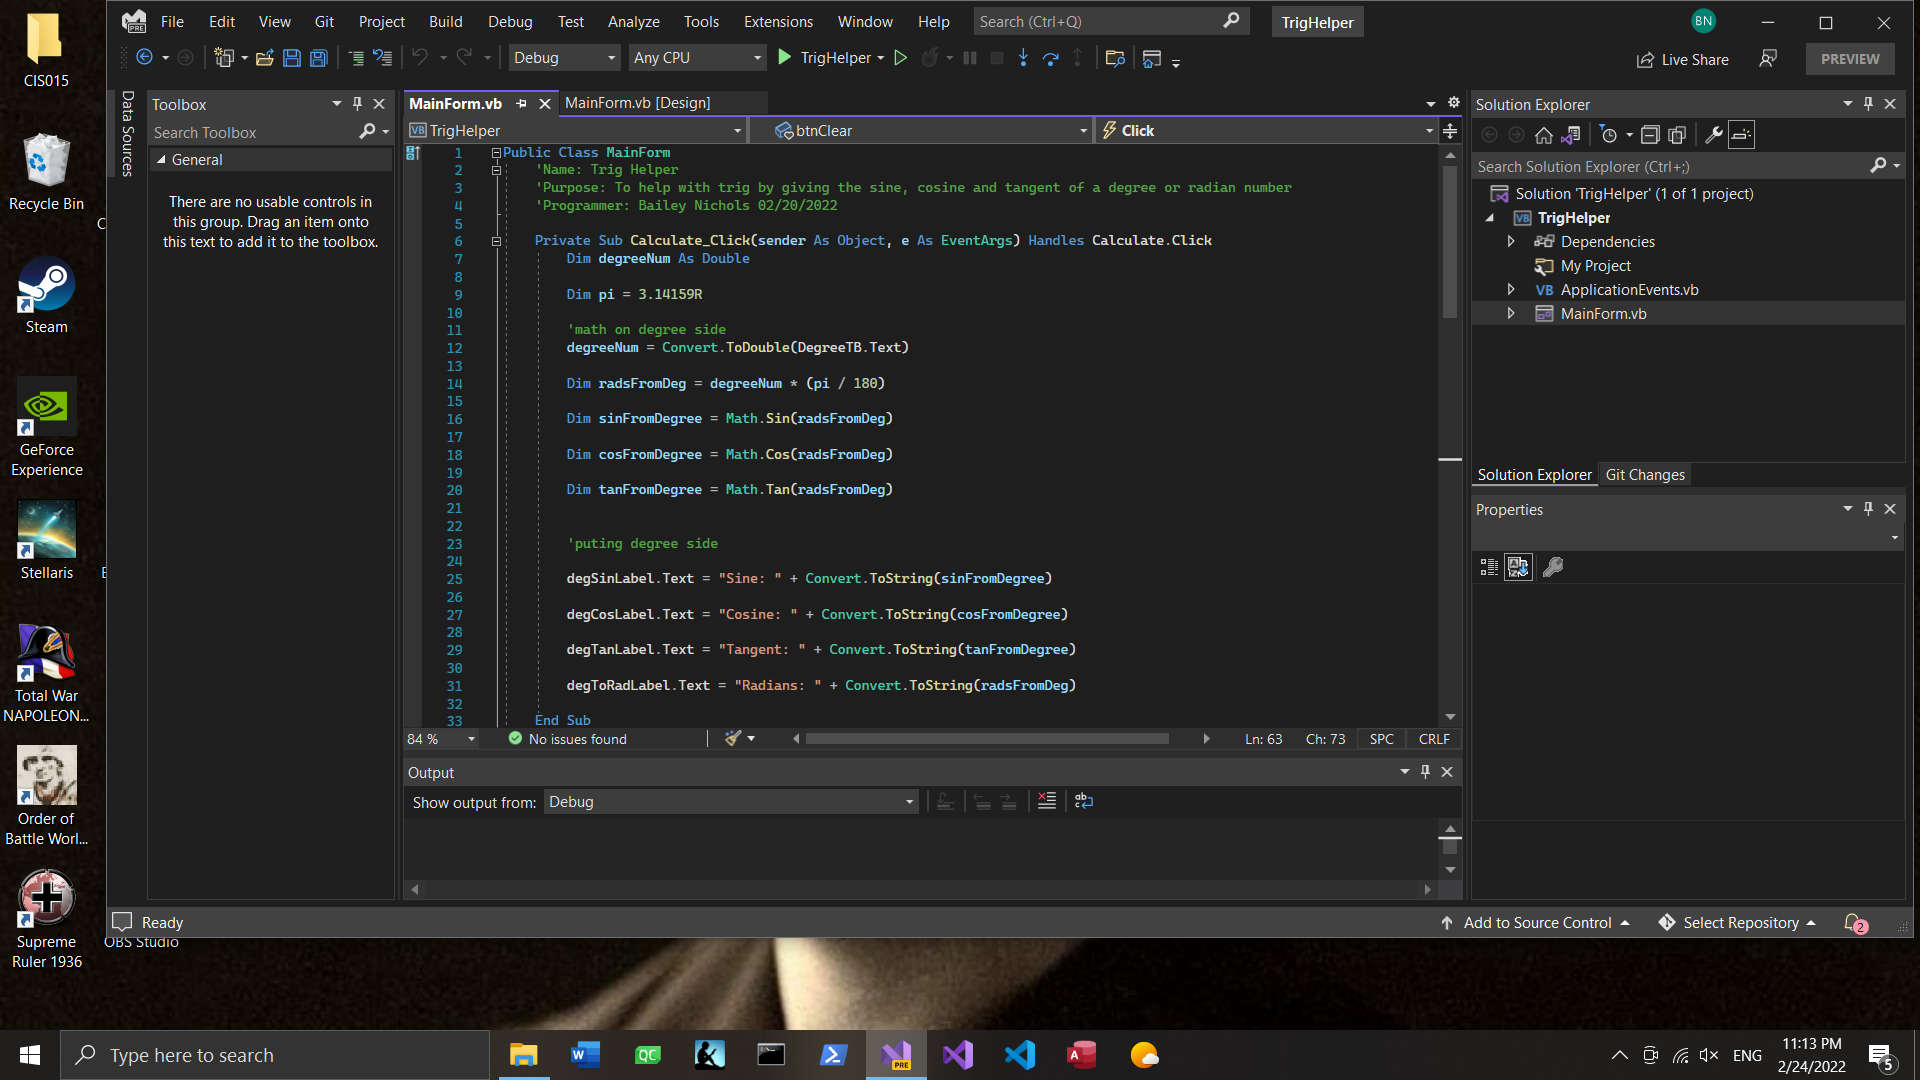 CIS015
Recycle Bin
C
Steam
GeForce
Experience
Stellaris
E
Total War
NAPOLEON...
Order of
Battle Worl...
Supreme
Ruler 1936
OBS Studio
File Edit View Git Project Build Debug Test Analyze Tools Extensions Window Help Search (Ctrl+Q) TrigHelper BN
Debug Any CPU TrigHelper Live Share PREVIEW
Data Sources
Toolbox
Search Toolbox
General
There are no usable controls in
this group. Drag an item onto
this text to add it to the toolbox.
MainForm.vb MainForm.vb [Design]
VB TrigHelper btnClear Click
1 Public Class MainForm
2 'Name: Trig Helper
3 'Purpose: To help with trig by giving the sine, cosine and tangent of a degree or radian number
4 'Programmer: Bailey Nichols 02/20/2022
5
6 Private Sub Calculate_Click(sender As Object, e As EventArgs) Handles Calculate.Click
7 Dim degreeNum As Double
8
9 Dim pi = 3.14159R
10
11 'math on degree side
12 degreeNum = Convert.ToDouble(DegreeTB.Text)
13
14 Dim radsFromDeg = degreeNum * (pi / 180)
15
16 Dim sinFromDegree = Math.Sin(radsFromDeg)
17
18 Dim cosFromDegree = Math.Cos(radsFromDeg)
19
20 Dim tanFromDegree = Math.Tan(radsFromDeg)
21
22
23 'puting degree side
24
25 degSinLabel.Text = "Sine: " + Convert.ToString(sinFromDegree)
26
27 degCosLabel.Text = "Cosine: " + Convert.ToString(cosFromDegree)
28
29 degTanLabel.Text = "Tangent: " + Convert.ToString(tanFromDegree)
30
31 degToRadLabel.Text = "Radians: " + Convert.ToString(radsFromDeg)
32
33 End Sub
84 % No issues found Ln: 63 Ch: 73 SPC CRLF
Output
Show output from: Debug
Solution Explorer
Search Solution Explorer (Ctrl+;)
Solution 'TrigHelper' (1 of 1 project)
VB TrigHelper
Dependencies
My Project
VB ApplicationEvents.vb
MainForm.vb
Solution Explorer Git Changes
Properties
Ready Add to Source Control Select Repository 2
Type here to search
W QC PRE A
ENG
11:13 PM
2/24/2022
5